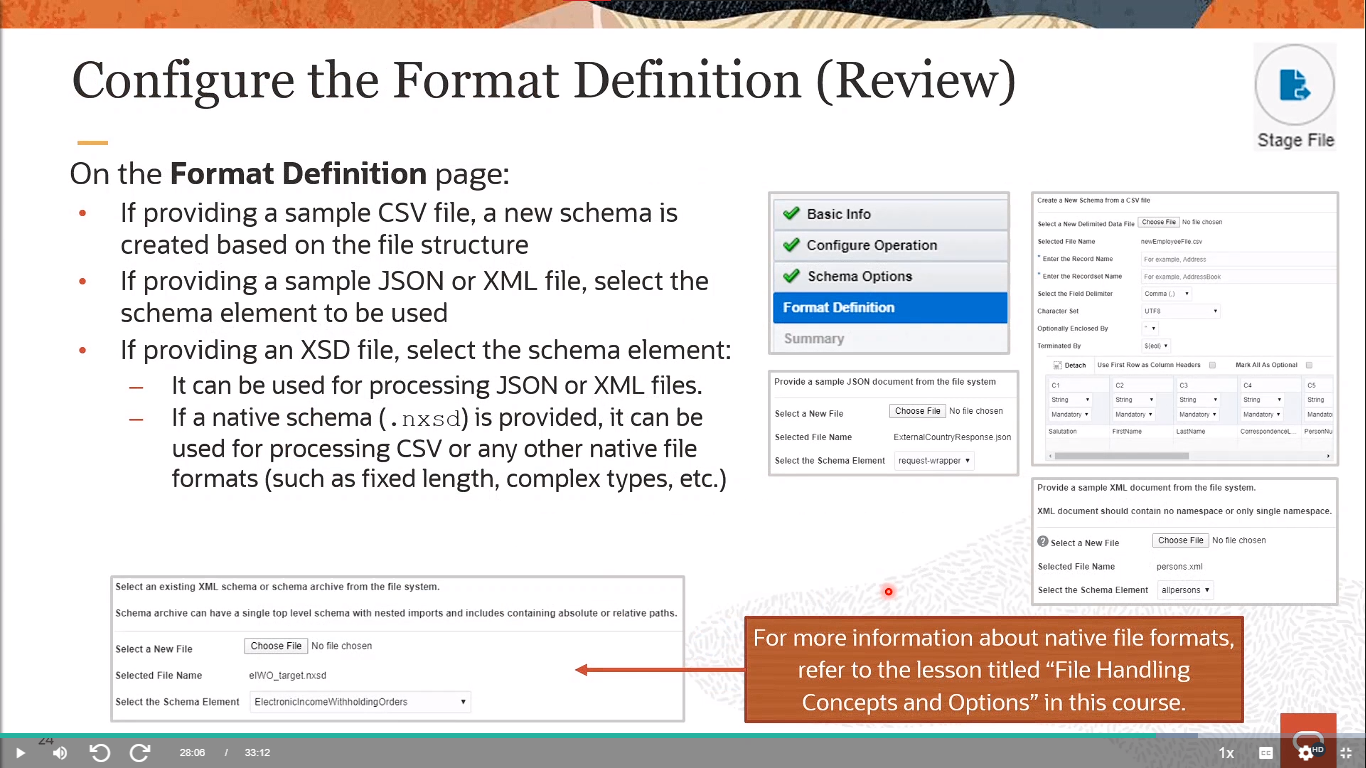 Configure the Format Definition (Review)
Stage File
On the Format Definition page:
• If providing a sample CSV file, a new schema is
created based on the file structure
• If providing a sample JSON or XML file, select the
schema element to be used
• If providing an XSD file, select the schema element:
– It can be used for processing JSON or XML files.
– If a native schema (.nxsd) is provided, it can be
used for processing CSV or any other native file
formats (such as fixed length, complex types, etc.)
Basic Info
Configure Operation
Schema Options
Format Definition
Summary
Provide a sample JSON document from the file system
Select a New File Choose File No file chosen
Selected File Name ExternalCountryResponse.json
Select the Schema Element request-wrapper
Create a New Schema from a CSV file
Select a New Delimited Data File Choose File No file chosen
Selected File Name newEmployeeFile.csv
* Enter the Record Name For example, Address
* Enter the Recordset Name For example, AddressBook
Select the Field Delimiter Comma (,)
Character Set UTF8
Optionally Enclosed By "
Terminated By ${eol}
Detach Use First Row as Column Headers Mark All As Optional
C1 C2 C3 C4 C5
String String String String String
Mandatory Mandatory Mandatory Mandatory Mandato
Salutation FirstName LastName CorrespondenceL... PersonNu
Provide a sample XML document from the file system.
XML document should contain no namespace or only single namespace.
? Select a New File Choose File No file chosen
Selected File Name persons.xml
Select the Schema Element allpersons
Select an existing XML schema or schema archive from the file system.
Schema archive can have a single top level schema with nested imports and includes containing absolute or relative paths.
Select a New File Choose File No file chosen
Selected File Name eIWO_target.nxsd
Select the Schema Element ElectronicIncomeWithholdingOrders
For more information about native file formats,
refer to the lesson titled “File Handling
Concepts and Options” in this course.
24
28:06 / 33:12
1x CC HD